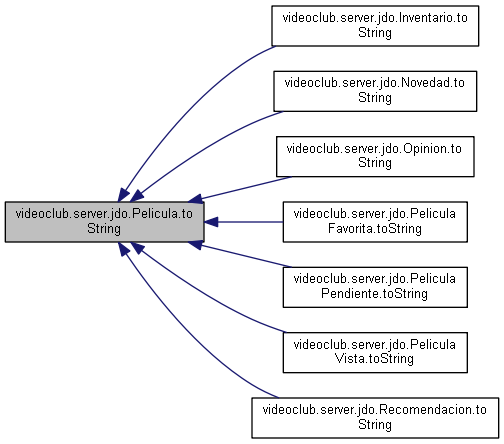 videoclub.server.jdo.Inventario.to
String
videoclub.server.jdo.Novedad.to
String
videoclub.server.jdo.Opinion.to
String
videoclub.server.jdo.Pelicula.to
String
videoclub.server.jdo.Pelicula
Favorita.toString
videoclub.server.jdo.Pelicula
Pendiente.toString
videoclub.server.jdo.Pelicula
Vista.toString
videoclub.server.jdo.Recomendacion.to
String